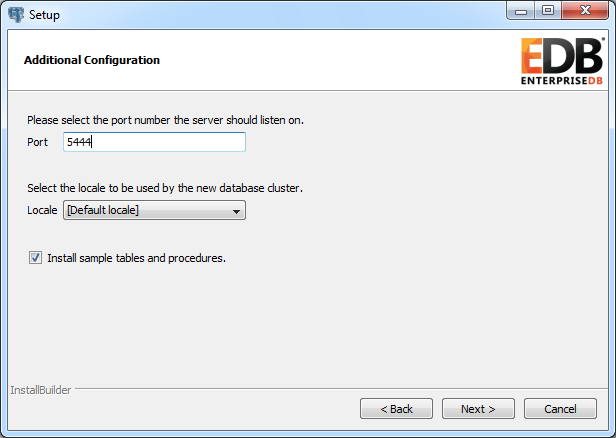 Setup
Additional Configuration
EDB
ENTERPRISEDB
Please select the port number the server should listen on.
Port 5444
Select the locale to be used by the new database cluster.
Locale [Default locale]
Install sample tables and procedures.
InstallBuilder
< Back Next > Cancel